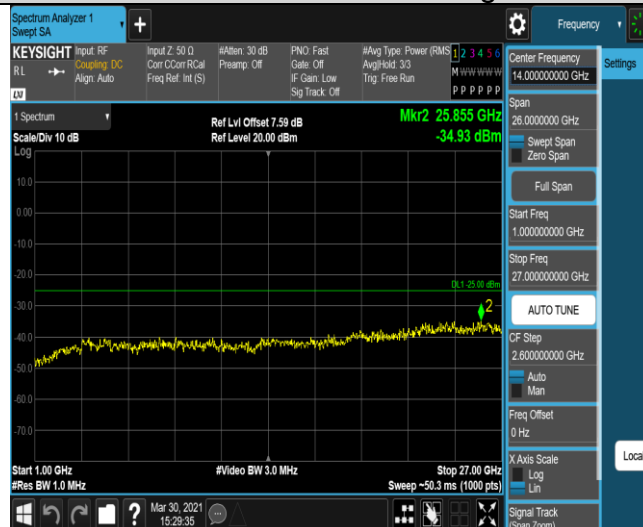 Spectrum Analyzer 1
Swept SA
Frequency
KEYSIGHT
R L
LXI
Input: RF
Coupling: DC
Align: Auto
Input Z: 50 Ω
Corr CCorr RCal
Freq Ref: Int (S)
#Atten: 30 dB
Preamp: Off
PNO: Fast
Gate: Off
IF Gain: Low
Sig Track: Off
#Avg Type: Power (RMS
Avg|Hold: 3/3
Trig: Free Run
1 2 3 4 5 6
M W W W W W
P P P P P P
1 Spectrum
Scale/Div 10 dB
Log
Ref Lvl Offset 7.59 dB
Ref Level 20.00 dBm
Mkr2 25.855 GHz
-34.93 dBm
10.0
0.00
-10.0
-20.0
-30.0
-40.0
-50.0
-60.0
-70.0
DL1 -25.00 dBm
2
Start 1.00 GHz
#Res BW 1.0 MHz
#Video BW 3.0 MHz
Stop 27.00 GHz
Sweep ~50.3 ms (1000 pts)
?
Mar 30, 2021
15:29:35
Center Frequency
14.000000000 GHz
Span
26.0000000 GHz
Swept Span
Zero Span
Full Span
Start Freq
1.000000000 GHz
Stop Freq
27.000000000 GHz
AUTO TUNE
CF Step
2.600000000 GHz
Auto
Man
Freq Offset
0 Hz
X Axis Scale
Log
Lin
Signal Track
(Span Zoom)
Settings
Local